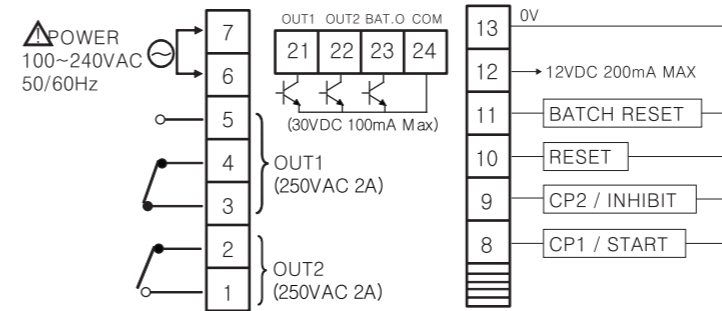 POWER
100~240VAC
50/60Hz
7
6
5
4
3
2
1
OUT1
(250VAC 2A)
OUT2
(250VAC 2A)
OUT1 OUT2 BAT.O COM
21 22 23 24
(30VDC 100mA Max)
13 0V
12 12VDC 200mA MAX
11 BATCH RESET
10 RESET
9 CP2 / INHIBIT
8 CP1 / START